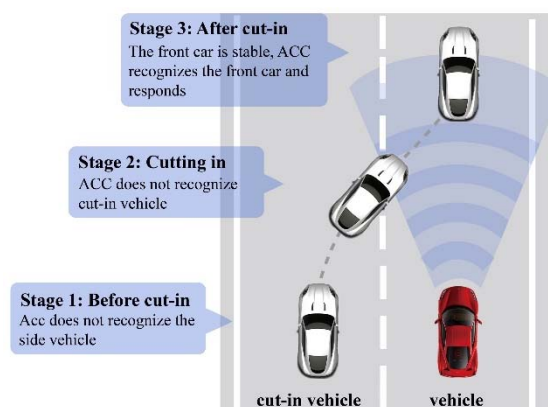 Stage 3: After cut-in
The front car is stable, ACC
recognizes the front car and
responds
Stage 2: Cutting in
ACC does not recognize
cut-in vehicle
Stage 1: Before cut-in
Acc does not recognize the
side vehicle
cut-in vehicle
vehicle